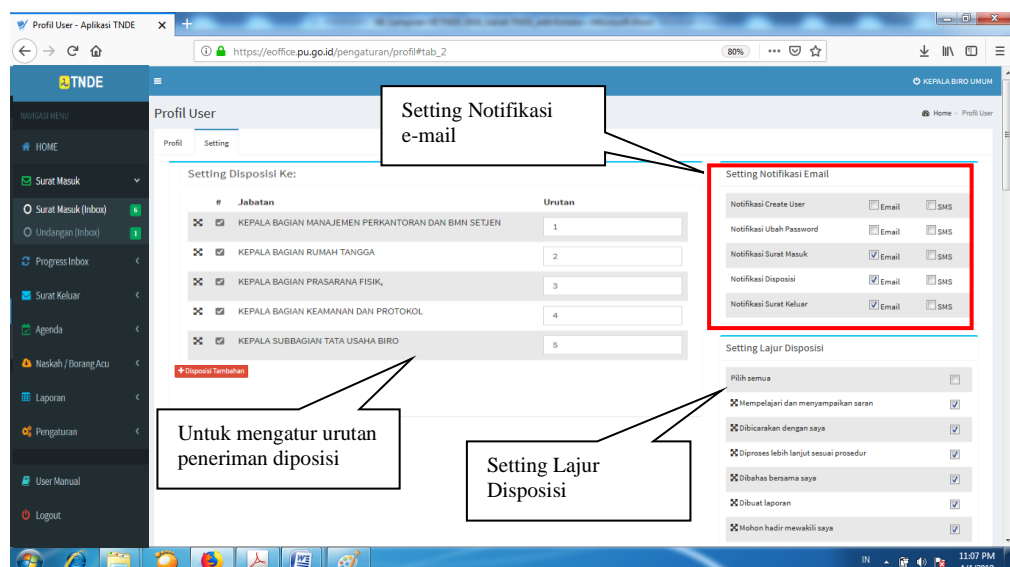 Profil User - Aplikasi TNDE
https://eoffice.pu.go.id/pengaturan/profil#tab_2
80%
TNDE
KEPALA BIRO UMUM
NAVIGASI MENU
HOME
Surat Masuk
Surat Masuk (Inbox) 6
Undangan (Inbox) 1
Progress Inbox
Surat Keluar
Agenda
Naskah / Borang Acu
Laporan
Pengaturan
User Manual
Logout
Profil User
Home Profil User
Profil Setting
Setting Disposisi Ke:
# Jabatan Urutan
KEPALA BAGIAN MANAJEMEN PERKANTORAN DAN BMN SETJEN 1
KEPALA BAGIAN RUMAH TANGGA 2
KEPALA BAGIAN PRASARANA FISIK, 3
KEPALA BAGIAN KEAMANAN DAN PROTOKOL 4
KEPALA SUBBAGIAN TATA USAHA BIRO 5
+Disposisi Tambahan
Setting Notifikasi
e-mail
Untuk mengatur urutan
peneriman diposisi
Setting Lajur
Disposisi
Setting Notifikasi Email
Notifikasi Create User Email SMS
Notifikasi Ubah Password Email SMS
Notifikasi Surat Masuk Email SMS
Notifikasi Disposisi Email SMS
Notifikasi Surat Keluar Email SMS
Setting Lajur Disposisi
Pilih semua
Mempelajari dan menyampaikan saran
Dibicarakan dengan saya
Diproses lebih lanjut sesuai prosedur
Dibahas bersama saya
Dibuat laporan
Mohon hadir mewakili saya
IN
11:07 PM